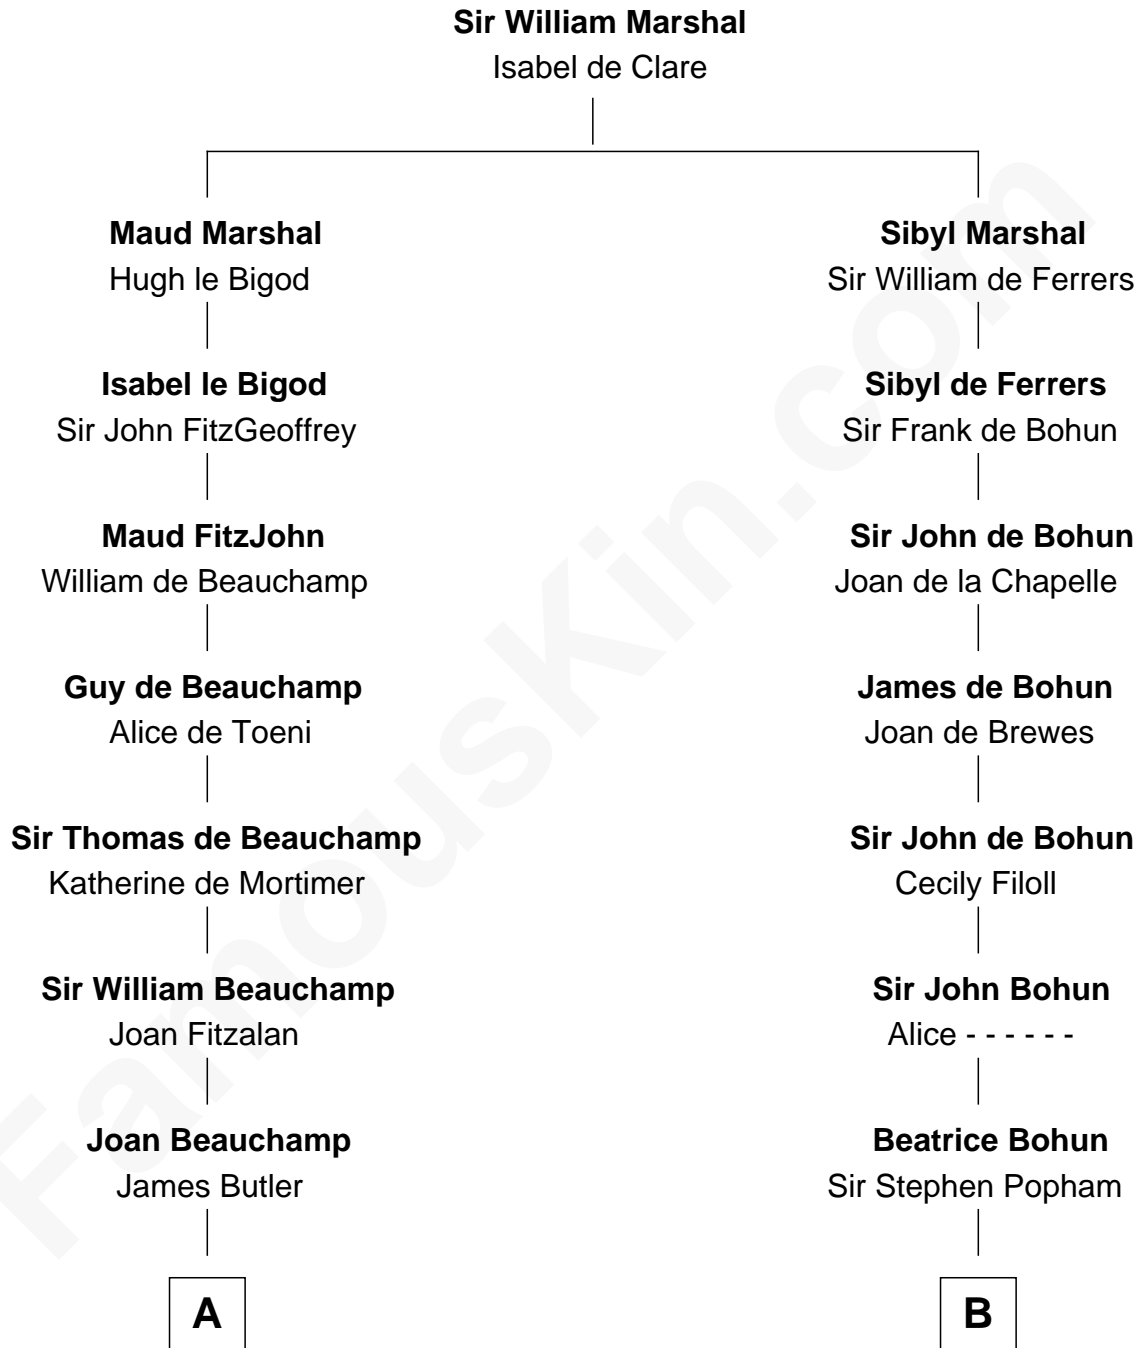 Sir William Marshal
Isabel de Clare
Maud Marshal
Hugh le Bigod
Sibyl Marshal
Sir William de Ferrers
Isabel le Bigod
Sir John FitzGeoffrey
Sibyl de Ferrers
Sir Frank de Bohun
Maud FitzJohn
William de Beauchamp
Sir John de Bohun
Joan de la Chapelle
Guy de Beauchamp
Alice de Toeni
James de Bohun
Joan de Brewes
Sir Thomas de Beauchamp
Katherine de Mortimer
Sir John de Bohun
Cecily Filoll
Sir William Beauchamp
Joan Fitzalan
Sir John Bohun
Alice - - - - - -
Joan Beauchamp
James Butler
Beatrice Bohun
Sir Stephen Popham
A
B
FamousKin.com